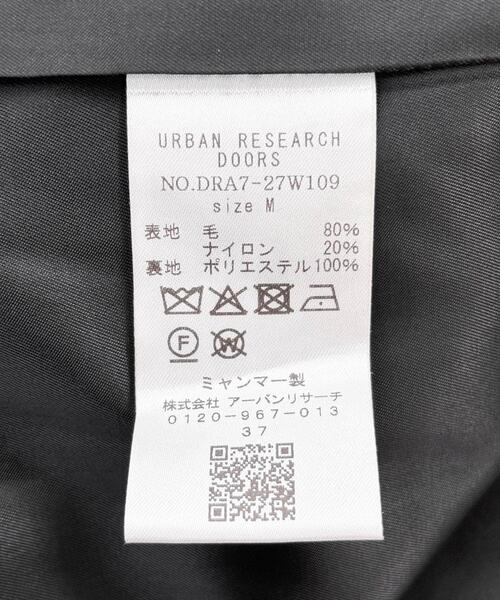 URBAN RESEARCH
DOORS
NO.DRA7-27W109
size M
表地 毛 80%
ナイロン 20%
裏地 ポリエステル100%
F W
ミャンマー製
株式会社 アーバンリサーチ
0120-967-013
37